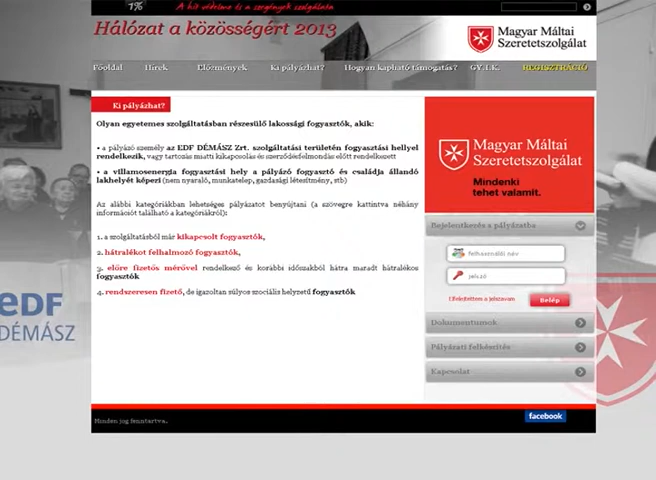 1%
A hit védelme és a szegények szolgálata
Hálózat a közösségért 2013
Magyar Máltai
Szeretetszolgálat
Főoldal Hírek Előzmények Ki pályázhat? Hogyan kapható támogatás? GY.I.K. REGISZTRÁCIÓ
Ki pályázhat?
Olyan egyetemes szolgáltatásban részesülő lakossági fogyasztók, akik:
• a pályázó személy az EDF DÉMÁSZ Zrt. szolgáltatási területén fogyasztási hellyel
rendelkezik, vagy tartozás miatti kikapcsolás és szerződésfelmondás előtt rendelkezett
• a villamosenergia fogyasztási hely a pályázó fogyasztó és családja állandó
lakhelyét képezi (nem nyaraló, munkatelep, gazdasági létesítmény, stb)
Az alábbi kategóriákban lehetséges pályázatot benyújtani (a szövegre kattintva néhány
információt található a kategóriákról):
1. a szolgáltatásból már kikapcsolt fogyasztók,
2. hátralékot felhalmozó fogyasztók,
3. előre fizetős mérővel rendelkező és korábbi időszakból hátra maradt hátralékos
fogyasztók
4. rendszeresen fizető, de igazoltan súlyos szociális helyzetű fogyasztók
Magyar Máltai
Szeretetszolgálat
Mindenki
tehet valamit.
Bejelentkezés a pályázatba
felhasználói név
jelszó
Elfelejtettem a jelszavam
Belép
Dokumentumok
Pályázati felkészítés
Kapcsolat
eDF
DÉMÁSZ
Minden jog fenntartva.
facebook